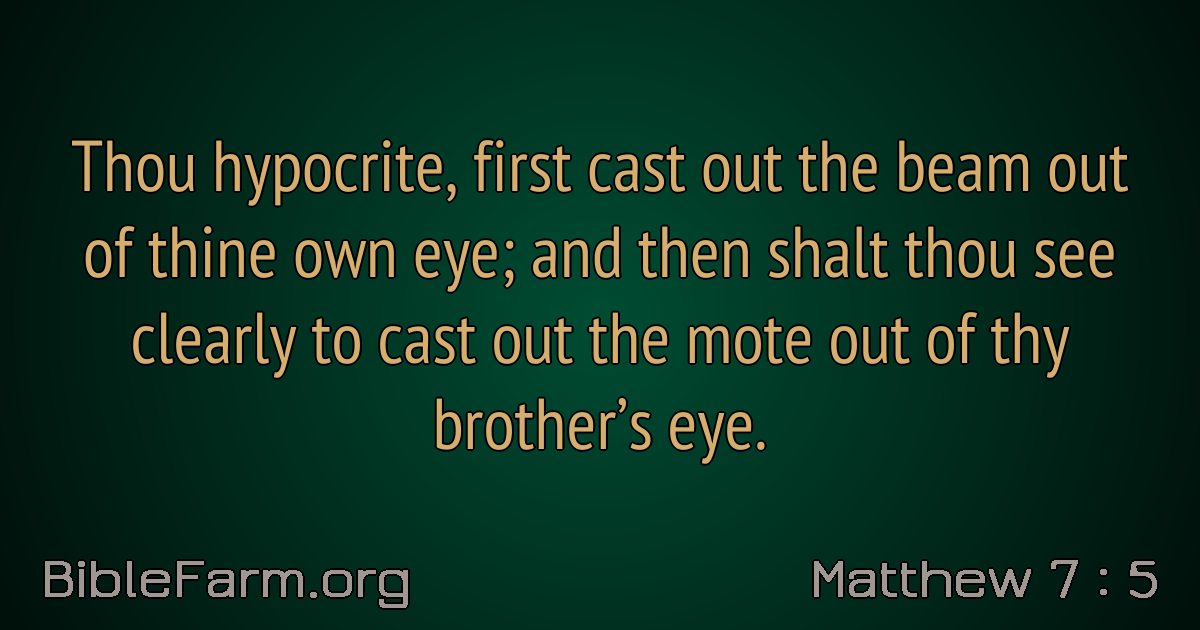 Thou hypocrite, first cast out the beam out
of thine own eye; and then shalt thou see
clearly to cast out the mote out of thy
brother’s eye.
BibleFarm.org
Matthew 7 : 5